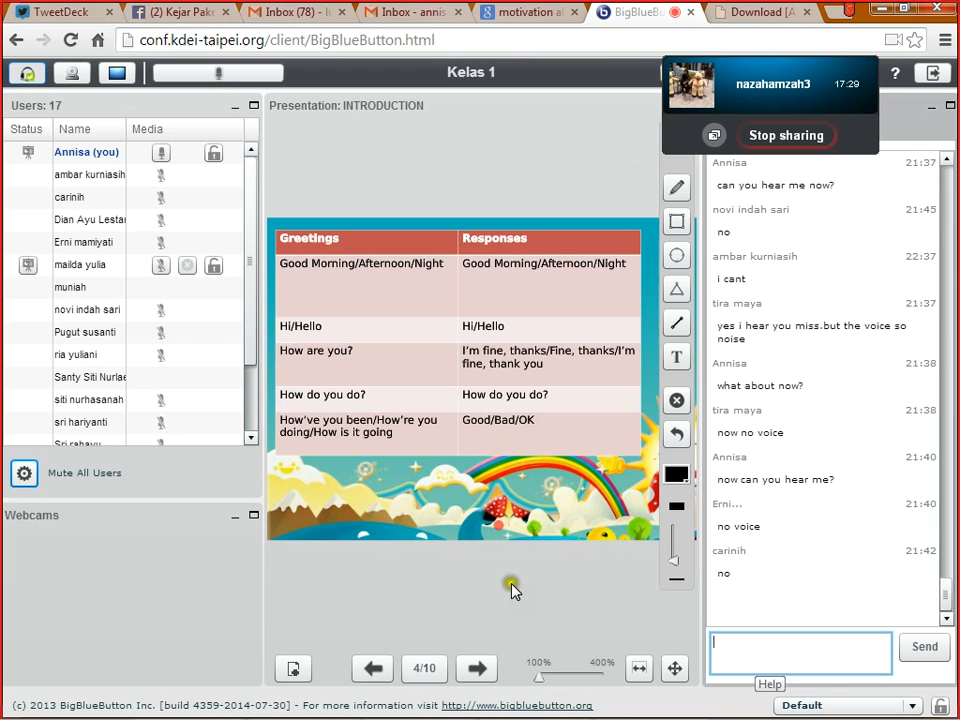 TweetDeck
(2) Kejar Pake
Inbox (78) - li
Inbox - annis
motivation al
BigBlueBu
Download [A
conf.kdei-taipei.org/client/BigBlueButton.html
Kelas 1
nazahamzah3 17:29
Stop sharing
Users: 17
Status Name Media
Annisa (you)
ambar kurniasih
carinih
Dian Ayu Lestar
Erni mamiyati
mailda yulia
muniah
novi indah sari
Pugut susanti
ria yuliani
Santy Siti Nurlae
siti nurhasanah
sri hariyanti
Sri rahayu
Mute All Users
Webcams
Presentation: INTRODUCTION
Greetings Responses
Good Morning/Afternoon/Night Good Morning/Afternoon/Night
Hi/Hello Hi/Hello
How are you? I'm fine, thanks/Fine, thanks/I'm
fine, thank you
How do you do? How do you do?
How've you been/How're you Good/Bad/OK
doing/How is it going
T
4/10
100% 400%
Annisa 21:37
can you hear me now?
novi indah sari 21:45
no
ambar kurniasih 22:37
i cant
tira maya 21:37
yes i hear you miss.but the voice so
noise
Annisa 21:38
what about now?
tira maya 21:38
now no voice
Annisa 21:40
now can you hear me?
Erni... 21:40
no voice
carinih 21:42
no
Send
Help
(c) 2013 BigBlueButton Inc. [build 4359-2014-07-30] - For more information visit http://www.bigbluebutton.org
Default